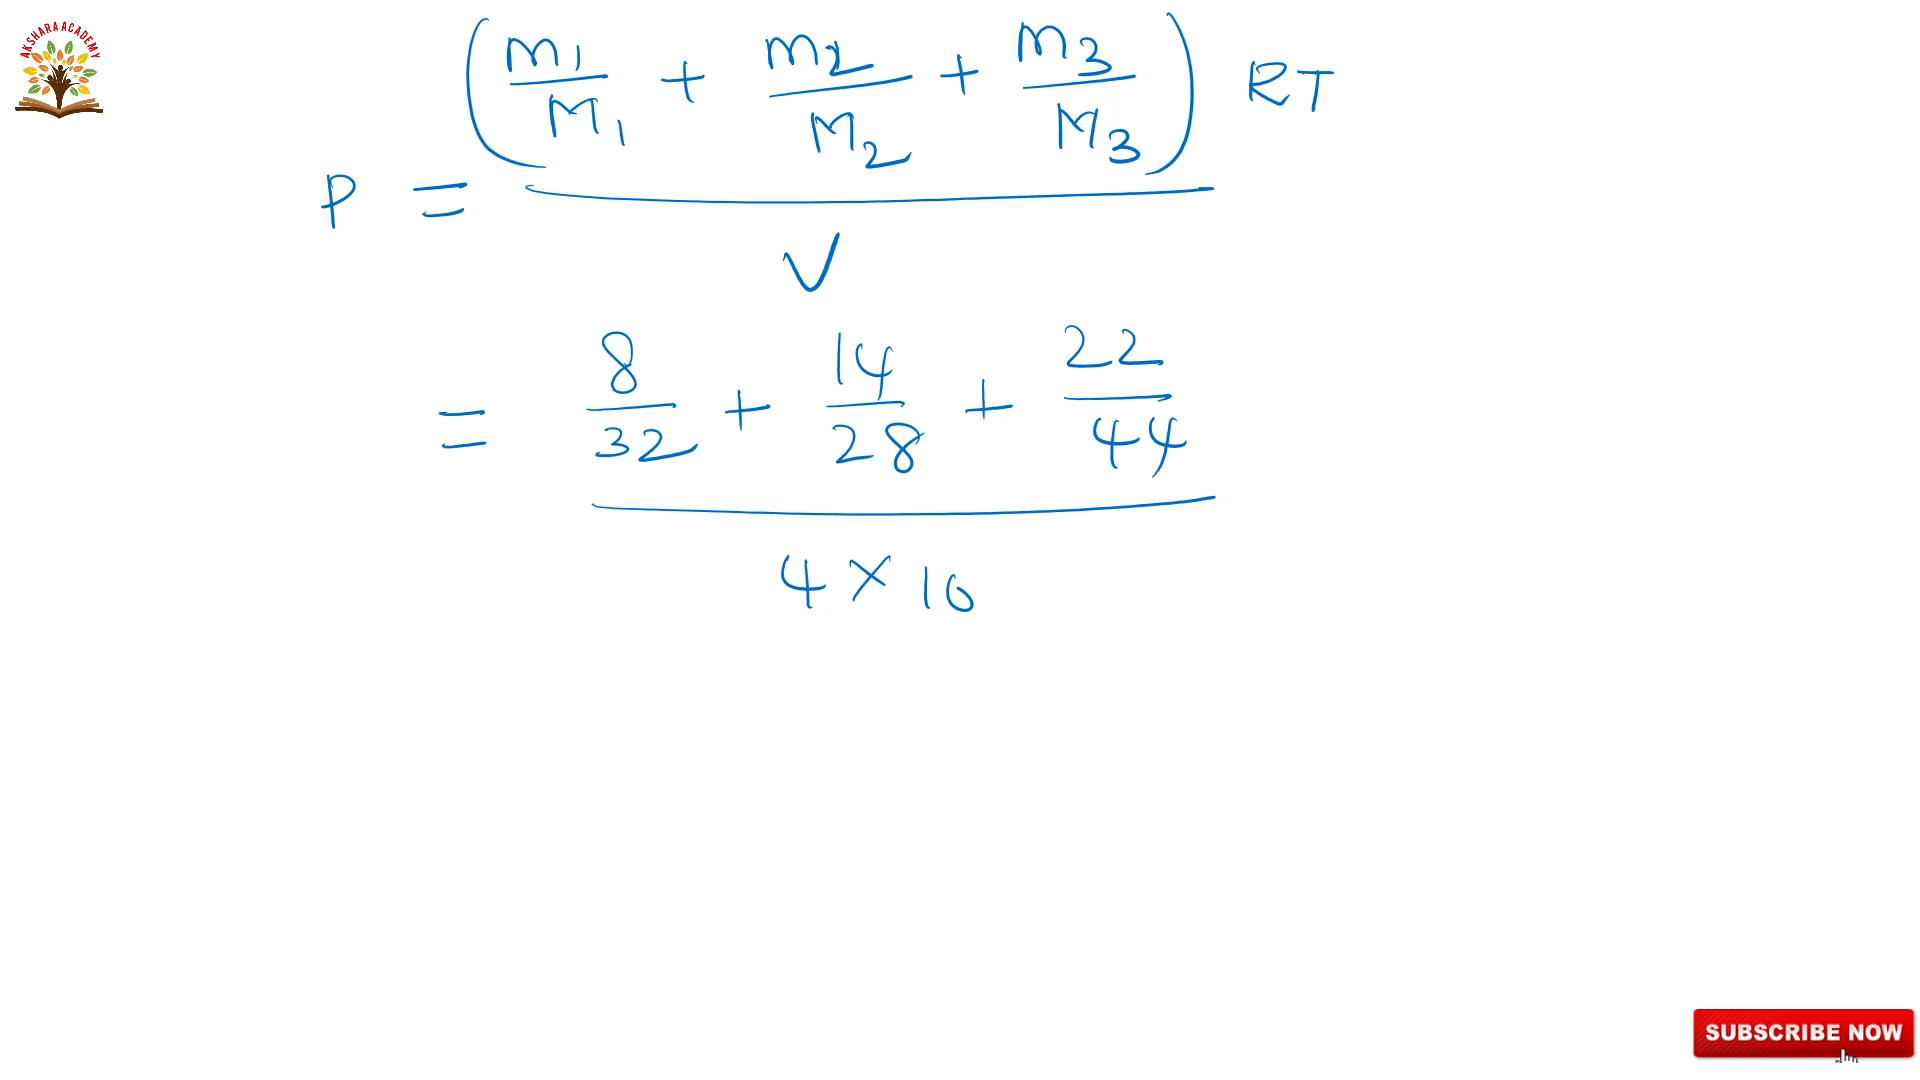 AKSHARA ACADEMY
P = (m1/M1 + m2/M2 + m3/M3) RT / V
= 8/32 + 14/28 + 22/44 / 4 × 10
SUBSCRIBE NOW